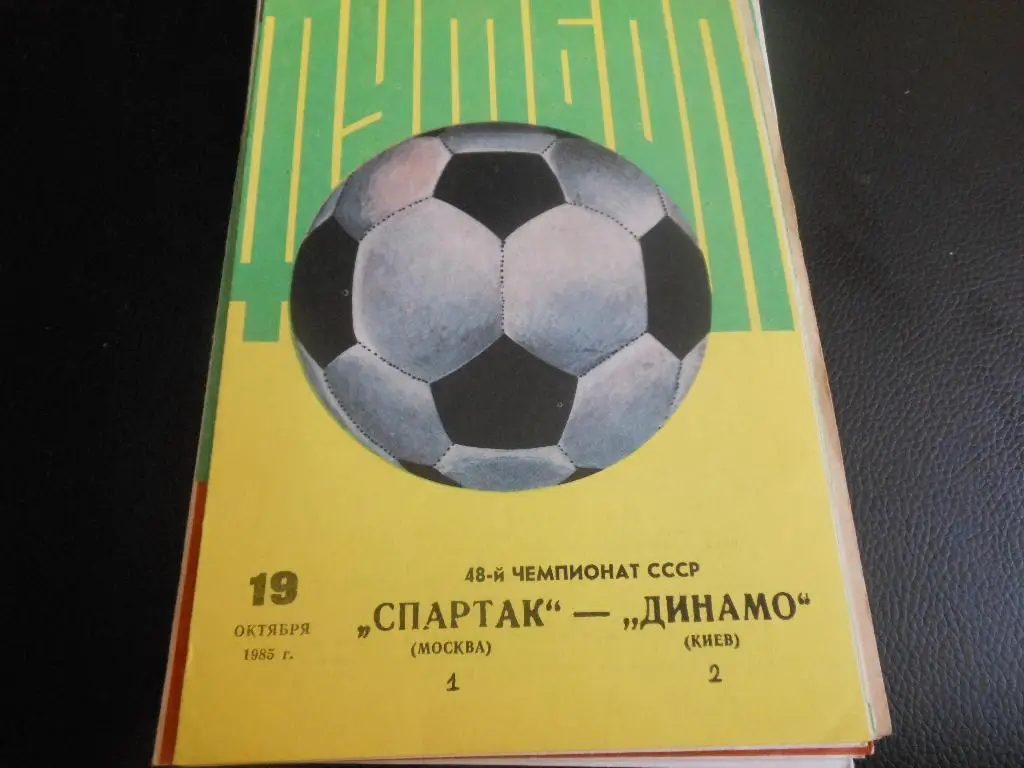 ФУТБОЛ
19
ОКТЯБРЯ
1985 г.
48-й ЧЕМПИОНАТ СССР
„СПАРТАК“ — „ДИНАМО“
(МОСКВА) (КИЕВ)
1 2